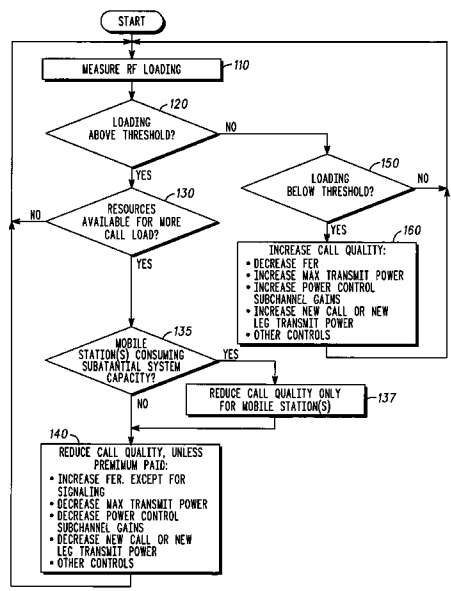 START
MEASURE RF LOADING
110
120
LOADING
ABOVE THRESHOLD?
NO
YES
150
LOADING
BELOW THRESHOLD?
NO
YES
130
RESOURCES
AVAILABLE FOR MORE
CALL LOAD?
NO
YES
160
INCREASE CALL QUALITY:
• DECREASE FER
• INCREASE MAX TRANSMIT POWER
• INCREASE POWER CONTROL
SUBCHANNEL GAINS
• INCREASE NEW CALL OR NEW
LEG TRANSMIT POWER
• OTHER CONTROLS
135
MOBILE
STATION(S) CONSUMING
SUBATANTIAL SYSTEM
CAPACITY?
YES
NO
REDUCE CALL QUALITY ONLY
FOR MOBILE STATION(S)
137
140
REDUCE CALL QUALITY, UNLESS
PREMIMUM PAID:
• INCREASE FER. EXCEPT FOR
SIGNALING
• DECREASE MAX TRANSMIT POWER
• DECREASE POWER CONTROL
SUBCHANNEL GAINS
• DECREASE NEW CALL OR NEW
LEG TRANSMIT POWER
• OTHER CONTROLS